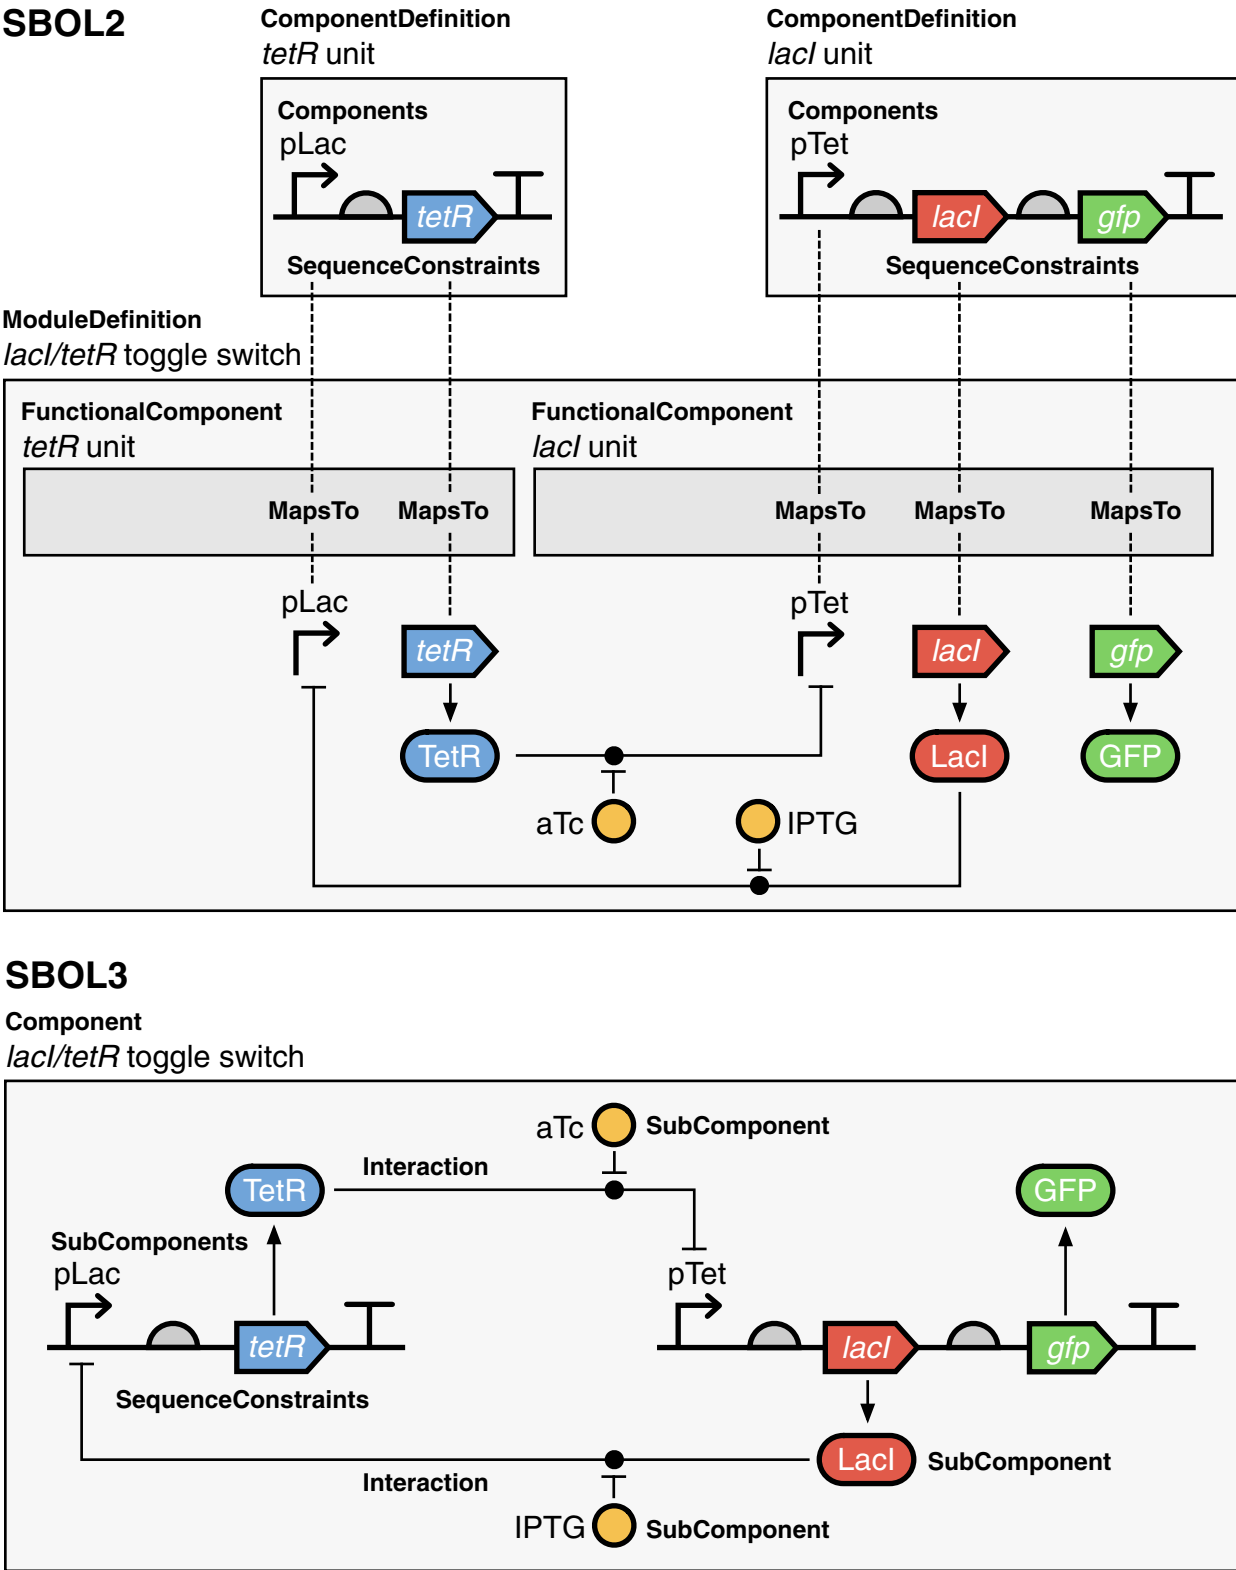 SBOL2
ComponentDefinition
tetR unit
ComponentDefinition
lacI unit
Components
pLac
tetR
SequenceConstraints
Components
pTet
lacI
gfp
SequenceConstraints
ModuleDefinition
lacI/tetR toggle switch
FunctionalComponent
tetR unit
FunctionalComponent
lacI unit
MapsTo
MapsTo
MapsTo
MapsTo
MapsTo
pLac
tetR
pTet
lacI
gfp
TetR
LacI
GFP
aTc
IPTG
SBOL3
Component
lacI/tetR toggle switch
aTc
SubComponent
Interaction
TetR
GFP
SubComponents
pLac
pTet
tetR
lacI
gfp
SequenceConstraints
LacI
SubComponent
Interaction
IPTG
SubComponent